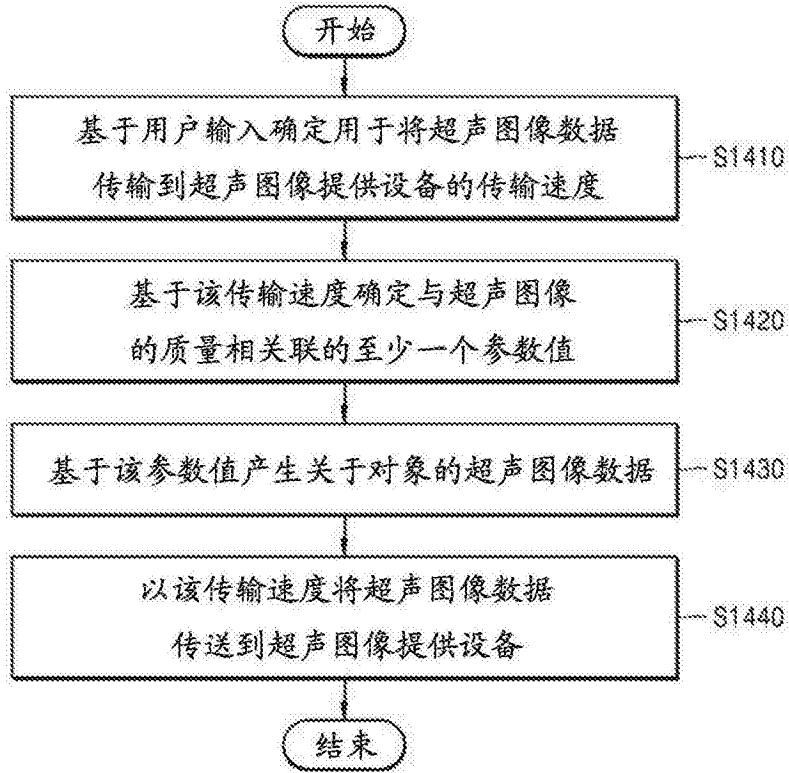 开始
基于用户输入确定用于将超声图像数据
传输到超声图像提供设备的传输速度
S1410
基于该传输速度确定与超声图像
的质量相关联的至少一个参数值
S1420
基于该参数值产生关于对象的超声图像数据
S1430
以该传输速度将超声图像数据
传送到超声图像提供设备
S1440
结束